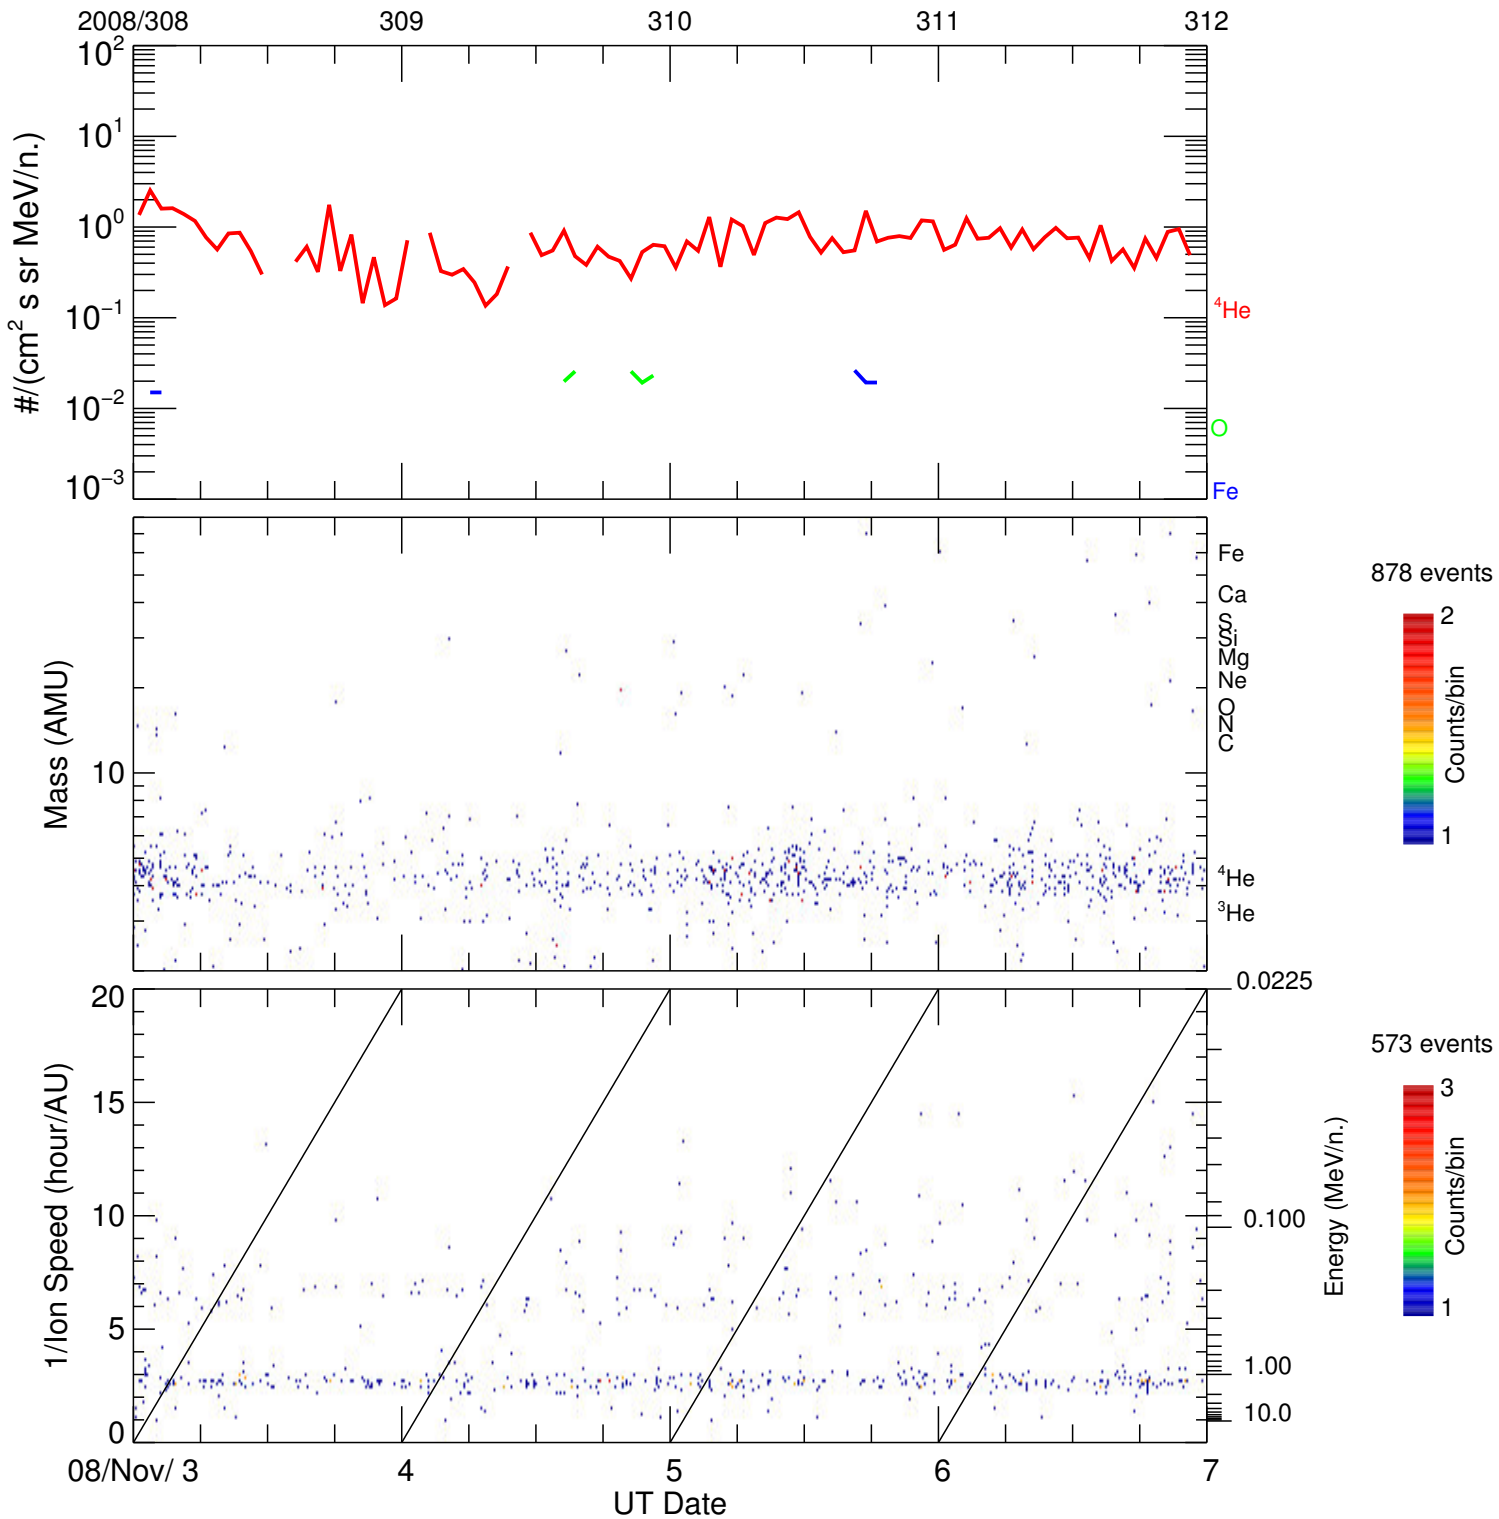 2008/308 309 310 311 312
10²
10¹
10⁰
10⁻¹
10⁻²
10⁻³
#/(cm² s sr MeV/n.)
⁴He
O
Fe
Mass (AMU)
10
Fe
Ca
S
Si
Mg
Ne
O
N
C
⁴He
³He
878 events
2
Counts/bin
1
1/Ion Speed (hour/AU)
20
15
10
5
0
0.0225
0.100
1.00
10.0
Energy (MeV/n.)
573 events
3
Counts/bin
1
08/Nov/ 3 4 5 6 7
UT Date